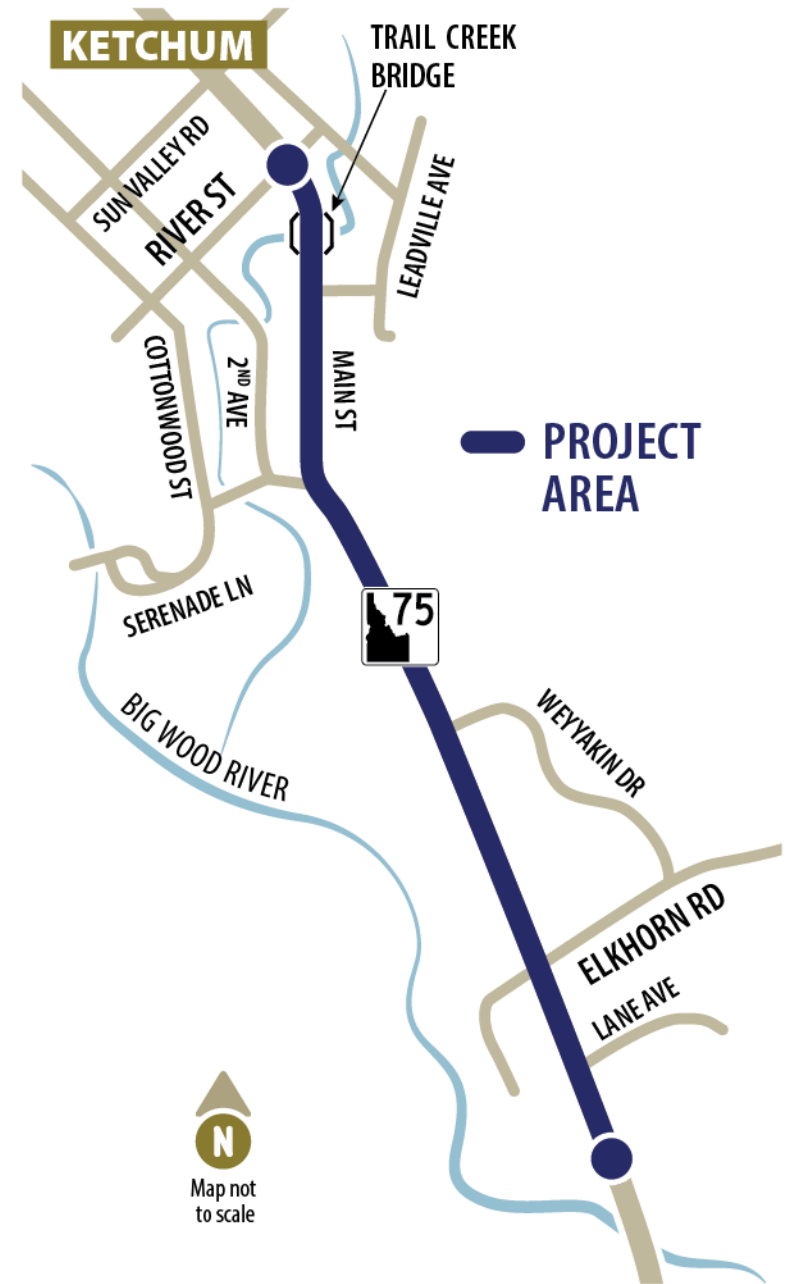 KETCHUM
TRAIL CREEK
BRIDGE
SUN VALLEY RD
RIVER ST
LEADVILLE AVE
COTTONWOOD ST
2ND AVE
MAIN ST
PROJECT
AREA
SERENADE LN
75
BIG WOOD RIVER
WEYYAKIN DR
ELKHORN RD
LANE AVE
N
Map not
to scale